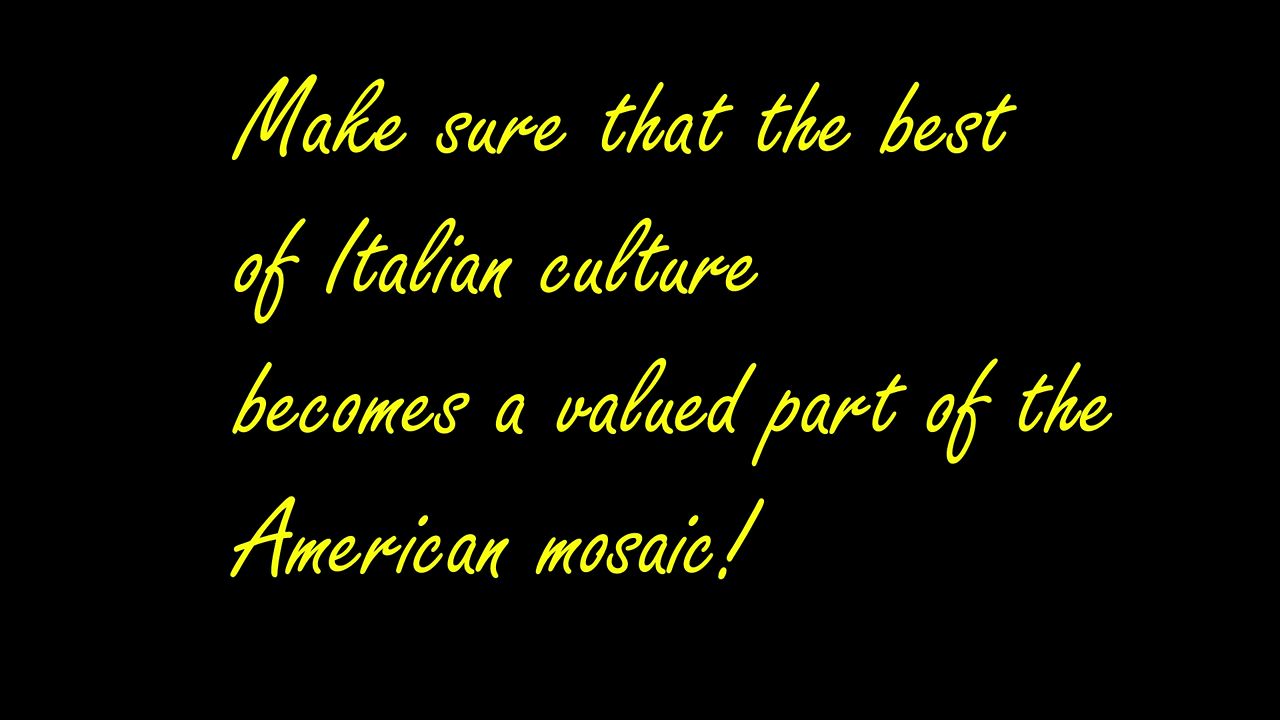 Make sure that the best
of Italian culture
becomes a valued part of the
American mosaic!